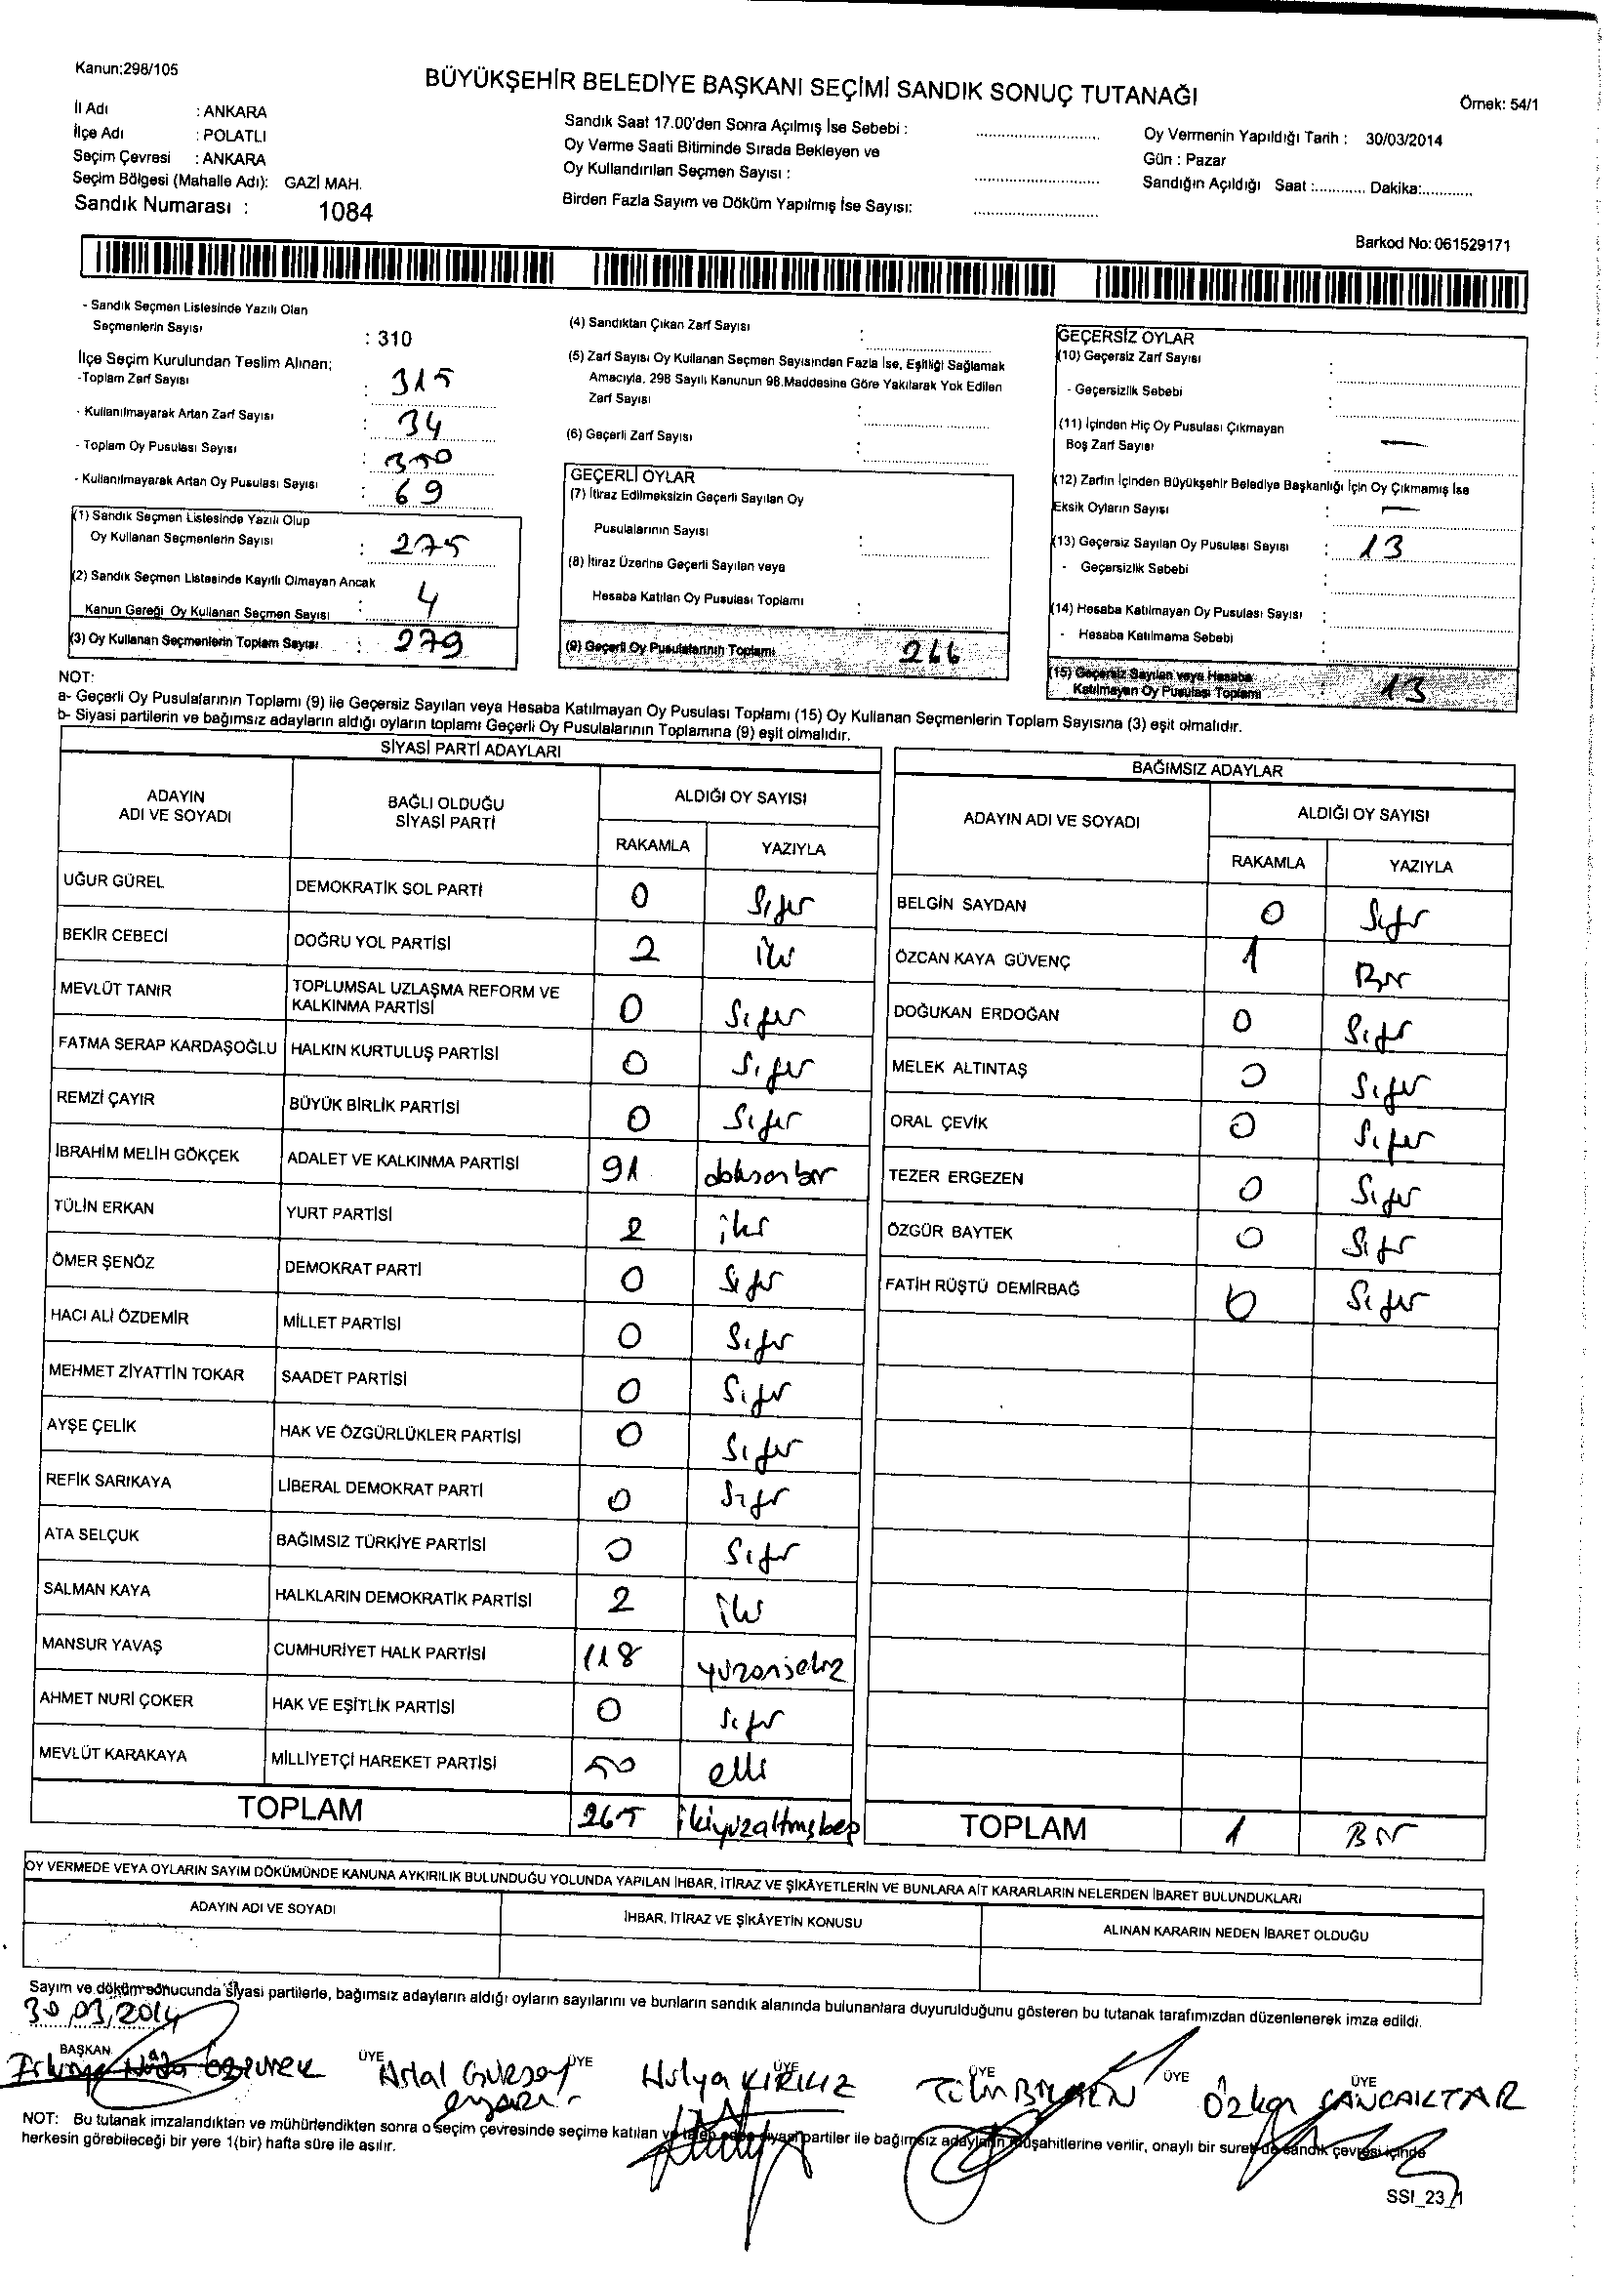 Kanun:298/105
BÜYÜKŞEHİR BELEDİYE BAŞKANI SEÇİMİ SANDIK SONUÇ TUTANAĞI
Örnek: 54/1
İl Adı : ANKARA
İlçe Adı : POLATLI
Seçim Çevresi : ANKARA
Seçim Bölgesi (Mahalle Adı): GAZİ MAH.
Sandık Numarası : 1084
Sandık Saat 17.00'den Sonra Açılmış İse Sebebi :
Oy Verme Saati Bitiminde Sırada Bekleyen ve
Oy Kullandırılan Seçmen Sayısı :
Birden Fazla Sayım ve Döküm Yapılmış İse Sayısı:
Oy Vermenin Yapıldığı Tarih : 30/03/2014
Gün : Pazar
Sandığın Açıldığı Saat :............ Dakika:............
Barkod No: 061529171
- Sandık Seçmen Listesinde Yazılı Olan
Seçmenlerin Sayısı : 310
İlçe Seçim Kurulundan Teslim Alınan;
-Toplam Zarf Sayısı : 315
- Kullanılmayarak Artan Zarf Sayısı : 34
- Toplam Oy Pusulası Sayısı : 350
- Kullanılmayarak Artan Oy Pusulası Sayısı : 69
(1) Sandık Seçmen Listesinde Yazılı Olup
Oy Kullanan Seçmenlerin Sayısı : 275
(2) Sandık Seçmen Listesinde Kayıtlı Olmayan Ancak
Kanun Gereği Oy Kullanan Seçmen Sayısı : 4
(3) Oy Kullanan Seçmenlerin Toplam Sayısı : 279
(4) Sandıktan Çıkan Zarf Sayısı :
(5) Zarf Sayısı Oy Kullanan Seçmen Sayısından Fazla İse, Eşitliği Sağlamak
Amacıyla, 298 Sayılı Kanunun 98.Maddesine Göre Yakılarak Yok Edilen
Zarf Sayısı :
(6) Geçerli Zarf Sayısı :
GEÇERLİ OYLAR
(7) İtiraz Edilmeksizin Geçerli Sayılan Oy
Pusulalarının Sayısı :
(8) İtiraz Üzerine Geçerli Sayılan veya
Hesaba Katılan Oy Pusulası Toplamı :
(9) Geçerli Oy Pusulalarının Toplamı : 266
GEÇERSİZ OYLAR
(10) Geçersiz Zarf Sayısı :
- Geçersizlik Sebebi :
(11) İçinden Hiç Oy Pusulası Çıkmayan
Boş Zarf Sayısı : —
(12) Zarfın İçinden Büyükşehir Belediye Başkanlığı İçin Oy Çıkmamış İse
Eksik Oyların Sayısı : —
(13) Geçersiz Sayılan Oy Pusulası Sayısı : 13
- Geçersizlik Sebebi :
(14) Hesaba Katılmayan Oy Pusulası Sayısı :
- Hesaba Katılmama Sebebi :
(15) Geçersiz Sayılan veya Hesaba
Katılmayan Oy Pusulası Toplamı : 13
NOT:
a- Geçerli Oy Pusulalarının Toplamı (9) ile Geçersiz Sayılan veya Hesaba Katılmayan Oy Pusulası Toplamı (15) Oy Kullanan Seçmenlerin Toplam Sayısına (3) eşit olmalıdır.
b- Siyasi partilerin ve bağımsız adayların aldığı oyların toplamı Geçerli Oy Pusulalarının Toplamına (9) eşit olmalıdır.
SİYASİ PARTİ ADAYLARI
ADAYIN ADI VE SOYADI BAĞLI OLDUĞU SİYASİ PARTİ ALDIĞI OY SAYISI
RAKAMLA YAZIYLA
UĞUR GÜREL DEMOKRATİK SOL PARTİ 0 Sıfır
BEKİR CEBECİ DOĞRU YOL PARTİSİ 2 iki
MEVLÜT TANIR TOPLUMSAL UZLAŞMA REFORM VE KALKINMA PARTİSİ 0 Sıfır
FATMA SERAP KARDAŞOĞLU HALKIN KURTULUŞ PARTİSİ 0 Sıfır
REMZİ ÇAYIR BÜYÜK BİRLİK PARTİSİ 0 Sıfır
İBRAHİM MELİH GÖKÇEK ADALET VE KALKINMA PARTİSİ 91 doksanbir
TÜLİN ERKAN YURT PARTİSİ 2 iki
ÖMER ŞENÖZ DEMOKRAT PARTİ 0 Sıfır
HACI ALİ ÖZDEMİR MİLLET PARTİSİ 0 Sıfır
MEHMET ZİYATTİN TOKAR SAADET PARTİSİ 0 Sıfır
AYŞE ÇELİK HAK VE ÖZGÜRLÜKLER PARTİSİ 0 Sıfır
REFİK SARIKAYA LİBERAL DEMOKRAT PARTİ 0 Sıfır
ATA SELÇUK BAĞIMSIZ TÜRKİYE PARTİSİ 0 Sıfır
SALMAN KAYA HALKLARIN DEMOKRATİK PARTİSİ 2 iki
MANSUR YAVAŞ CUMHURİYET HALK PARTİSİ 118 yüzonsekiz
AHMET NURİ ÇOKER HAK VE EŞİTLİK PARTİSİ 0 Sıfır
MEVLÜT KARAKAYA MİLLİYETÇİ HAREKET PARTİSİ 50 elli
TOPLAM 265 ikiyüzaltmışbeş
BAĞIMSIZ ADAYLAR
ADAYIN ADI VE SOYADI ALDIĞI OY SAYISI
RAKAMLA YAZIYLA
BELGİN SAYDAN 0 Sıfır
ÖZCAN KAYA GÜVENÇ 1 Bir
DOĞUKAN ERDOĞAN 0 Sıfır
MELEK ALTINTAŞ 0 Sıfır
ORAL ÇEVİK 0 Sıfır
TEZER ERGEZEN 0 Sıfır
ÖZGÜR BAYTEK 0 Sıfır
FATİH RÜŞTÜ DEMİRBAĞ 0 Sıfır
TOPLAM 1 Bir
OY VERMEDE VEYA OYLARIN SAYIM DÖKÜMÜNDE KANUNA AYKIRILIK BULUNDUĞU YOLUNDA YAPILAN İHBAR, İTİRAZ VE ŞİKÂYETLERİN VE BUNLARA AİT KARARLARIN NELERDEN İBARET BULUNDUKLARI
ADAYIN ADI VE SOYADI İHBAR, İTİRAZ VE ŞİKÂYETİN KONUSU ALINAN KARARIN NEDEN İBARET OLDUĞU
Sayım ve döküm sonucunda siyasi partilerle, bağımsız adayların aldığı oyların sayılarını ve bunların sandık alanında bulunanlara duyurulduğunu gösteren bu tutanak tarafımızdan düzenlenerek imza edildi.
30.03.2014
BAŞKAN ÜYE ÜYE ÜYE ÜYE ÜYE ÜYE
Hülya KIRKIZ Özkan SANCAKTAR
NOT: Bu tutanak imzalandıktan ve mühürlendikten sonra o seçim çevresinde seçime katılan ve talep eden siyasi partiler ile bağımsız adayların müşahitlerine verilir, onaylı bir sureti de sandık çevresi içinde
herkesin görebileceği bir yere 1(bir) hafta süre ile asılır.
SSI_23/1